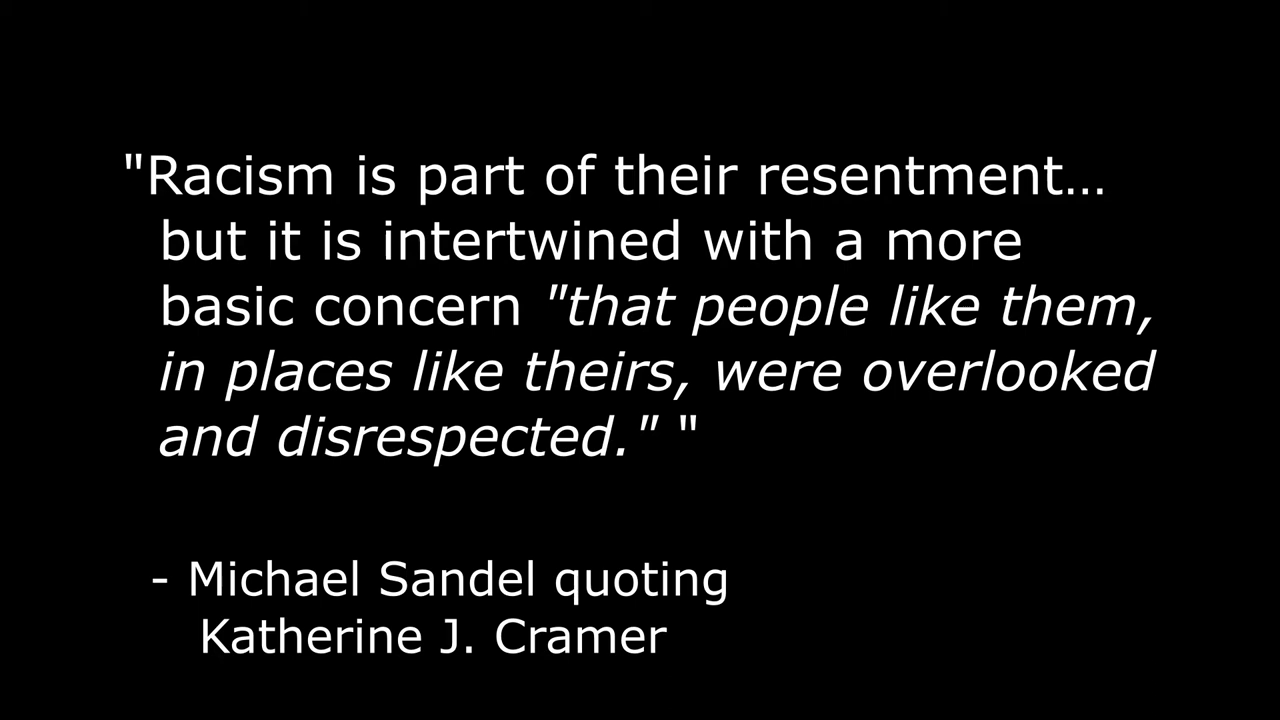 "Racism is part of their resentment…
but it is intertwined with a more
basic concern "that people like them,
in places like theirs, were overlooked
and disrespected." "
- Michael Sandel quoting
Katherine J. Cramer